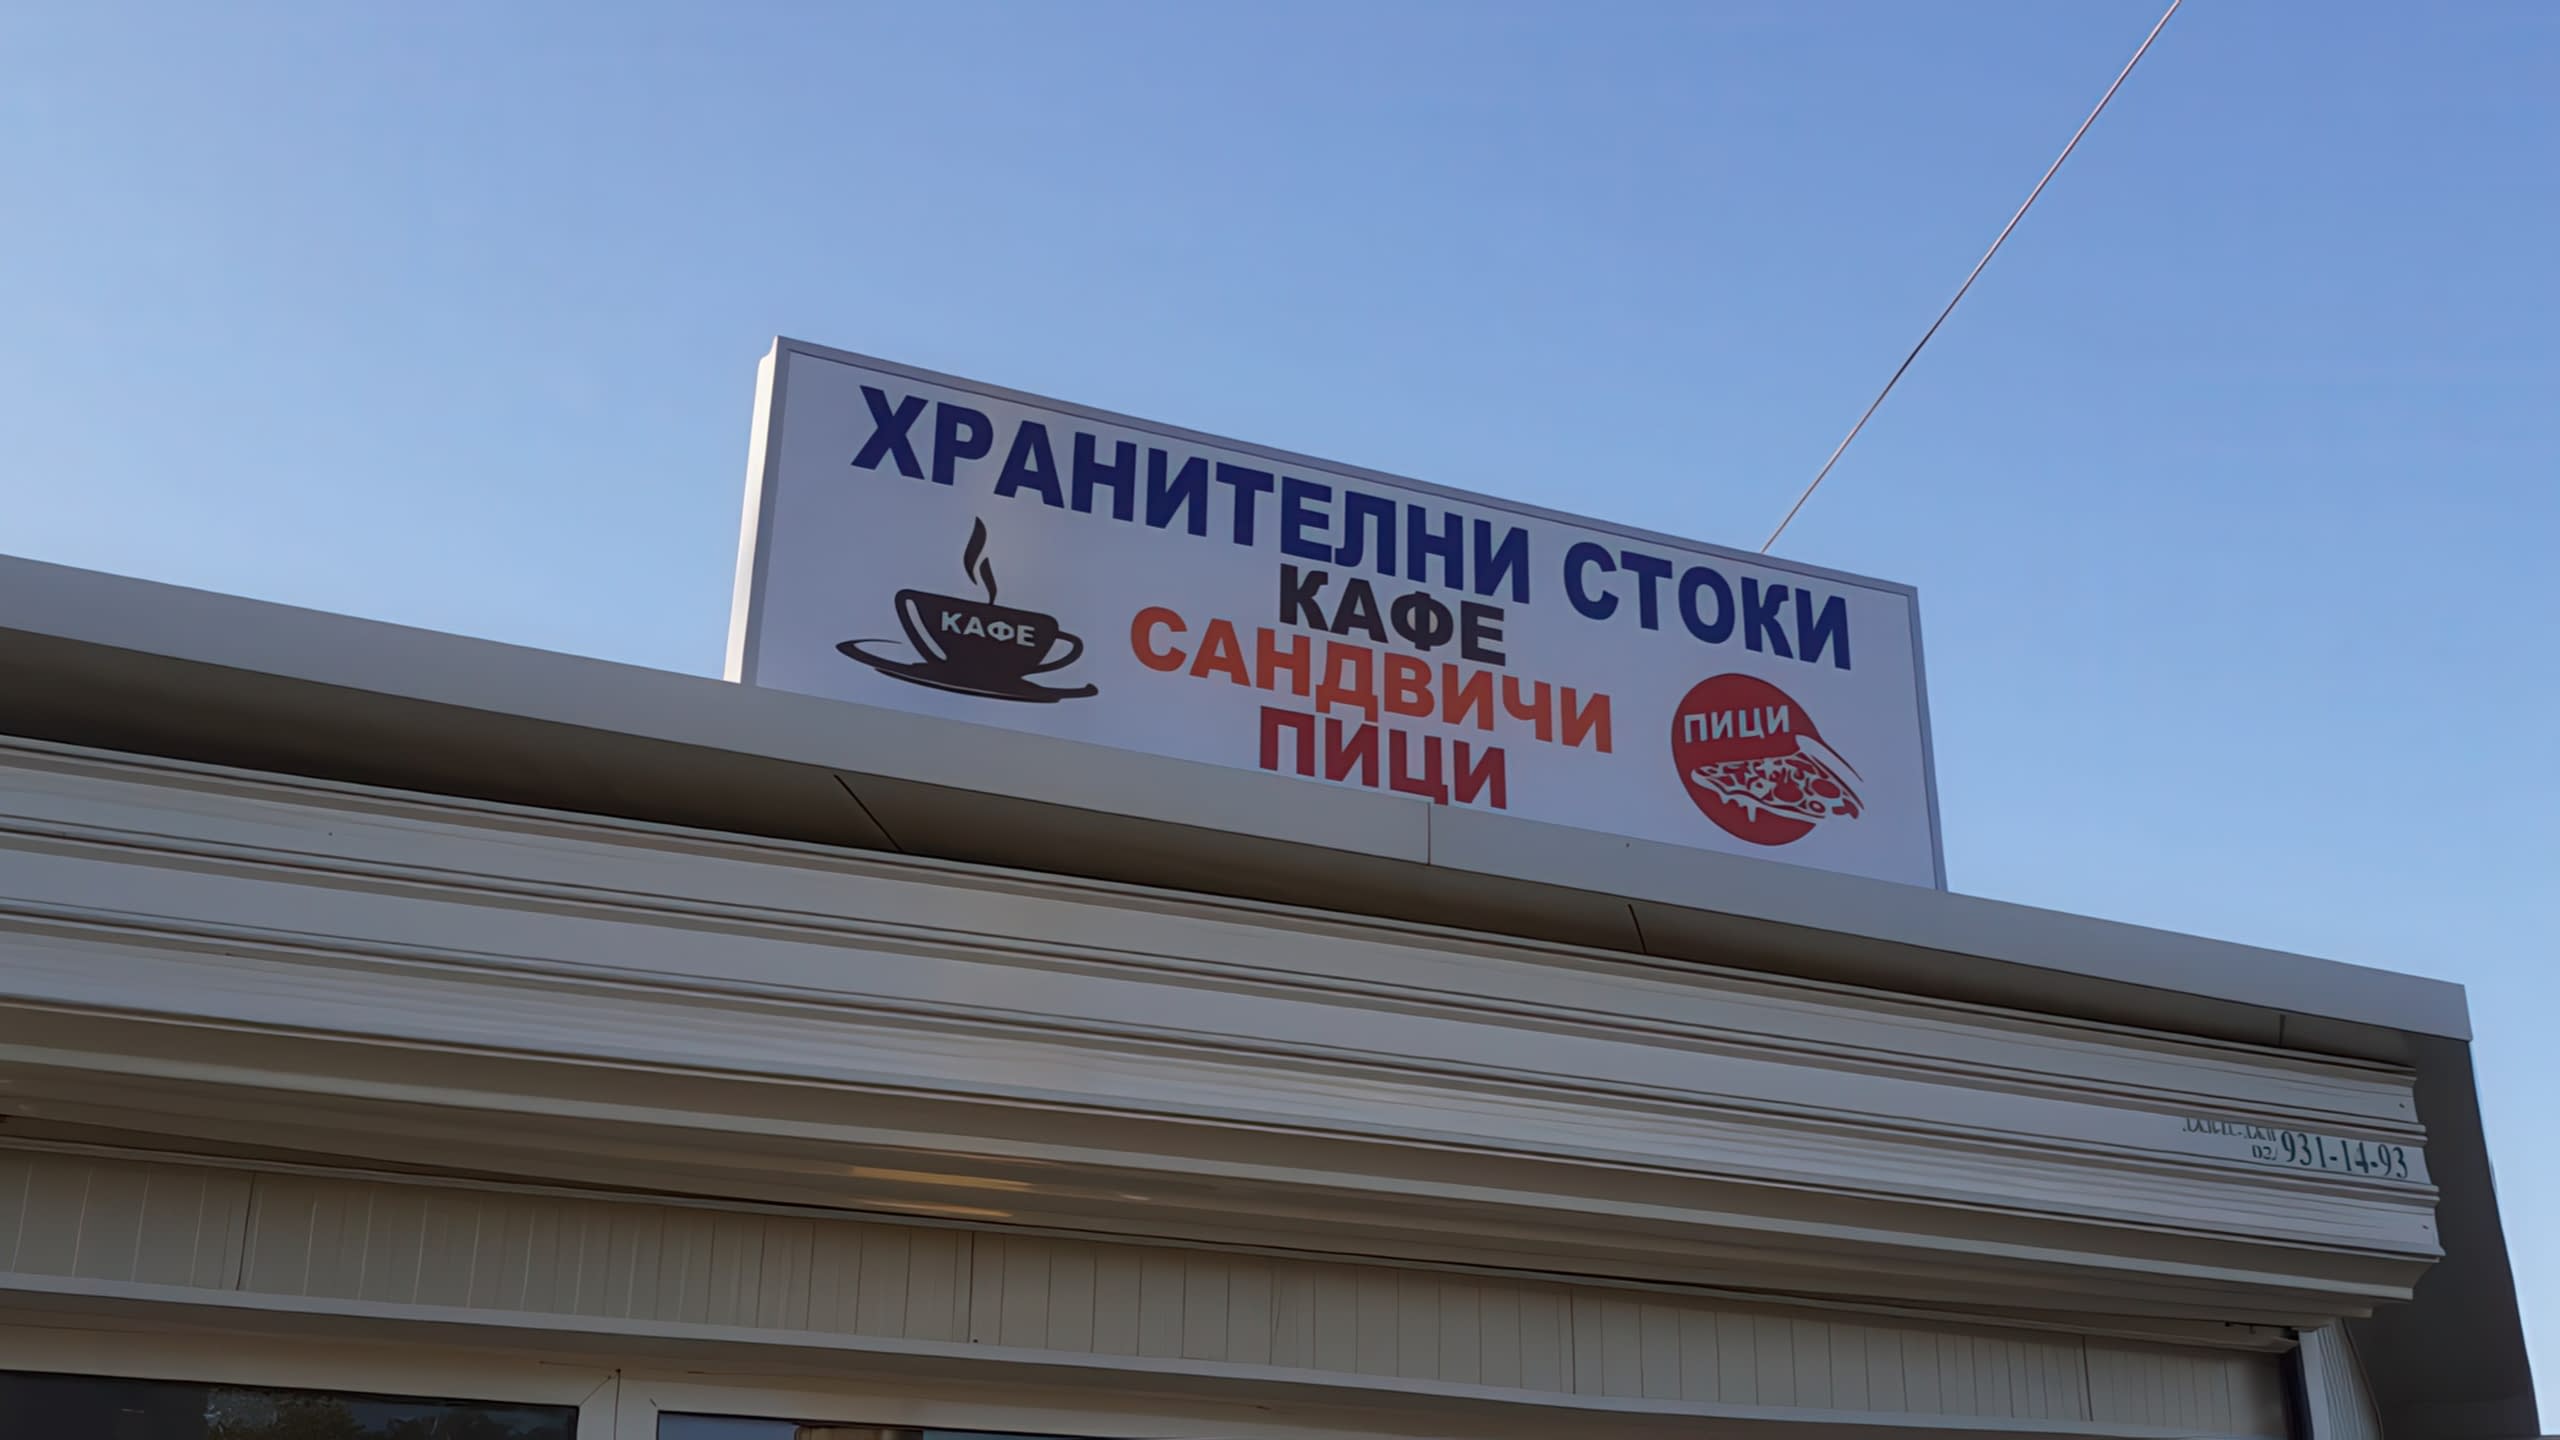 ХРАНИТЕЛНИ СТОКИ
КАФЕ
КАФЕ
САНДВИЧИ
ПИЦИ
ПИЦИ
02/ 931-14-93